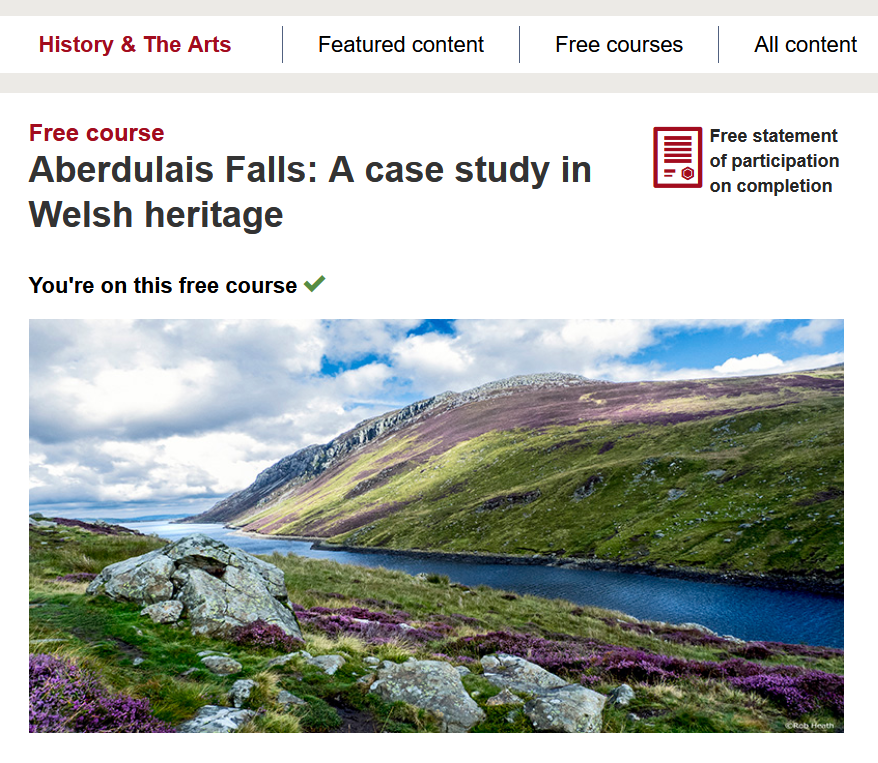 History & The Arts
Featured content
Free courses
All content
Free course
Aberdulais Falls: A case study in
Welsh heritage
Free statement
of participation
on completion
You're on this free course
©Rob Heath